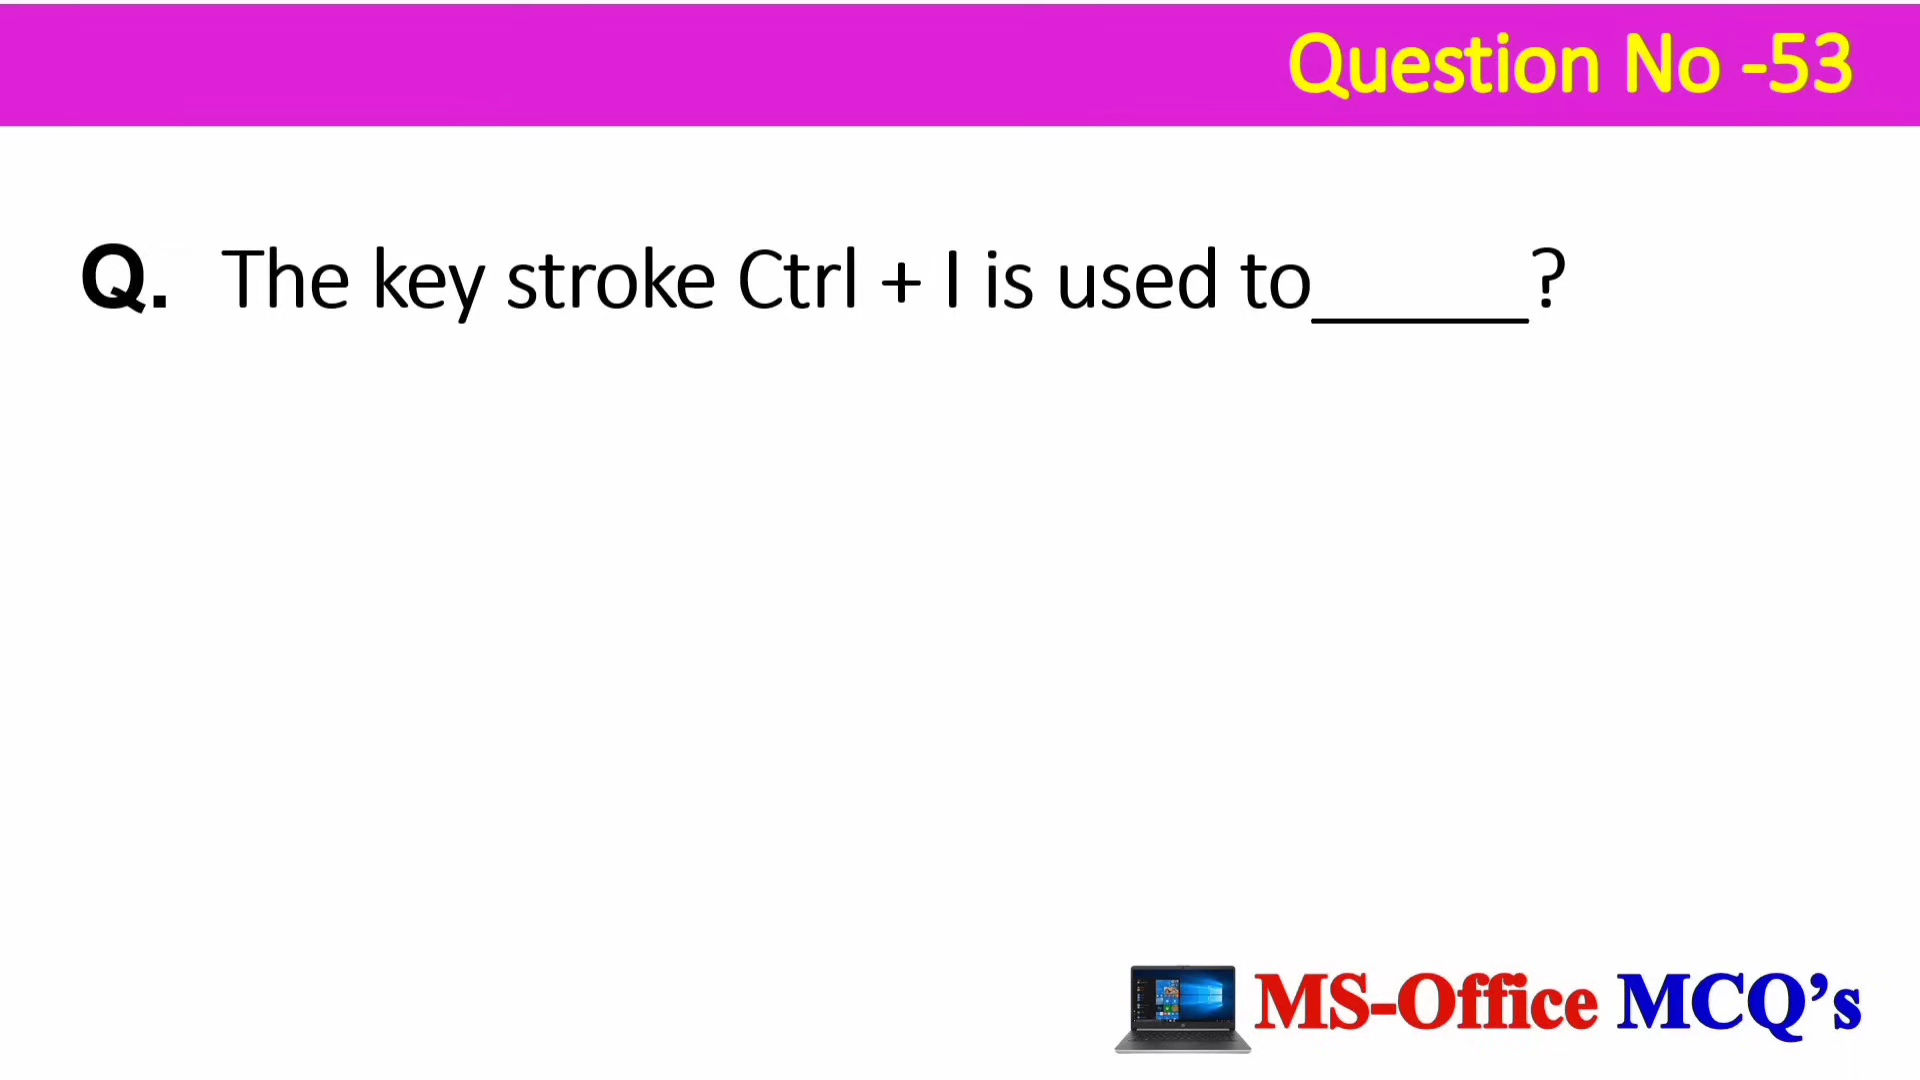 Question No -53
Q. The key stroke Ctrl + I is used to______?
MS-Office MCQ’s